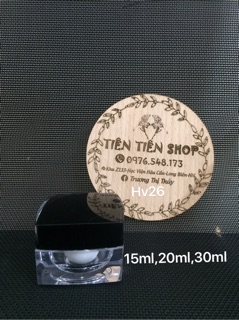 TIÊN TIÊN SHOP
0976.548.173
Trương Thị Thủy
Hv26
15ml,20ml,30ml